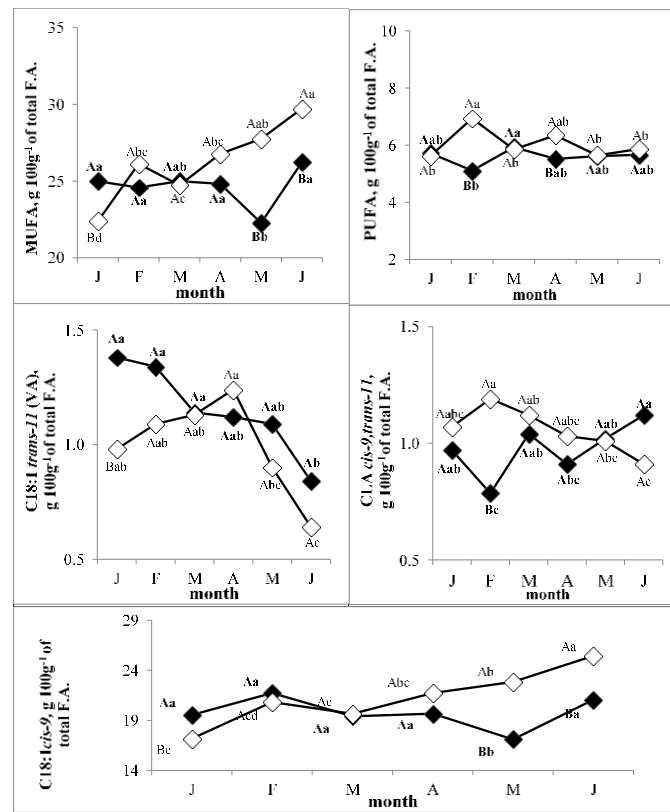 35
30
25
20
MUFA, g 100g-1 of total F.A.
Aa
Bd
Abc
Aa
Aab
Ac
Abc
Aa
Aab
Bb
Aa
Ba
J F M A M J
month
10
8
6
4
2
PUFA, g 100g-1 of total F.A.
Aab
Ab
Aa
Bb
Aa
Ab
Aab
Bab
Ab
Aab
Ab
Aab
J F M A M J
month
1.5
1.0
0.5
C18:1 trans-11 (VA),
g 100g-1of total F.A.
Aa
Bab
Aa
Aab
Aa
Aab
Aa
Aab
Aab
Abc
Ab
Ac
J F M A M J
month
1.5
1.0
0.5
CLA cis-9,trans-11,
g 100g-1of total F.A.
Aabc
Aab
Aa
Bc
Aab
Aab
Aabc
Abc
Aab
Abc
Aa
Ac
J F M A M J
month
29
24
19
14
C18:1cis-9, g 100g-1 of
total F.A.
Aa
Be
Aa
Acd
Ac
Aa
Abc
Aa
Ab
Bb
Aa
Ba
J F M A M J
month